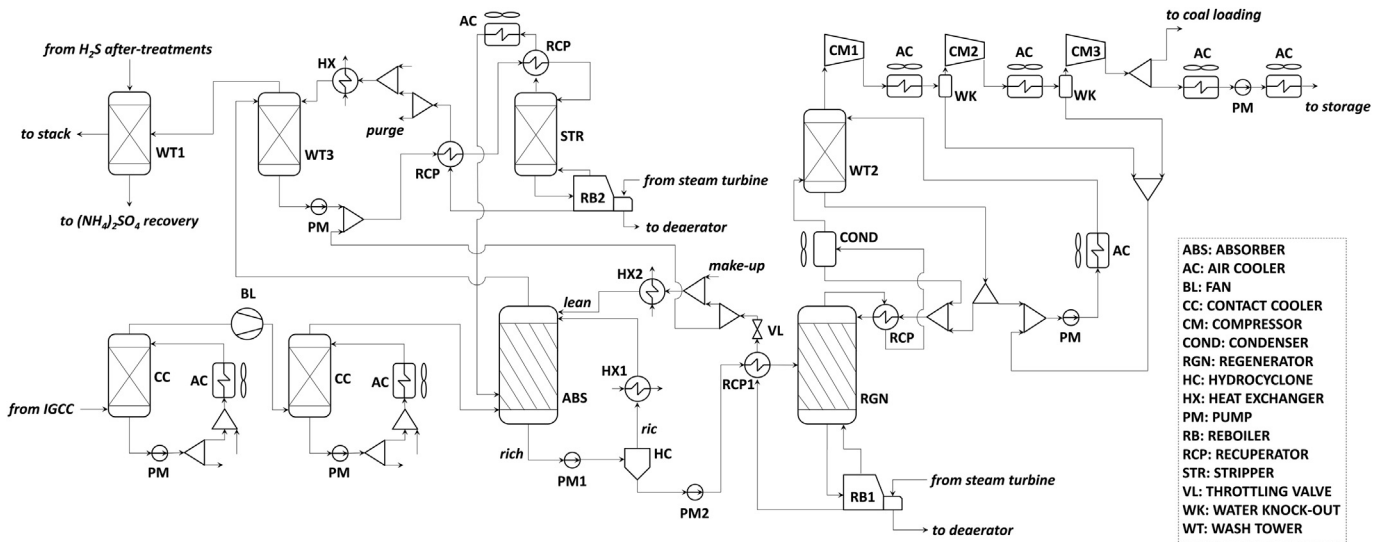 from H₂S after-treatments
to stack
WT1
to (NH₄)₂SO₄ recovery
WT3
HX
purge
PM
RCP
AC
RCP
STR
RB2
from steam turbine
to deaerator
CM1
AC
CM2
AC
CM3
WK
WK
to coal loading
AC
PM
AC
to storage
WT2
COND
AC
PM
RCP
RGN
BL
CC
AC
PM
from IGCC
CC
AC
PM
lean
ABS
rich
PM1
HX1
ric
HC
PM2
HX2
make-up
VL
RCP1
RB1
from steam turbine
to deaerator
ABS: ABSORBER
AC: AIR COOLER
BL: FAN
CC: CONTACT COOLER
CM: COMPRESSOR
COND: CONDENSER
RGN: REGENERATOR
HC: HYDROCYCLONE
HX: HEAT EXCHANGER
PM: PUMP
RB: REBOILER
RCP: RECUPERATOR
STR: STRIPPER
VL: THROTTLING VALVE
WK: WATER KNOCK-OUT
WT: WASH TOWER